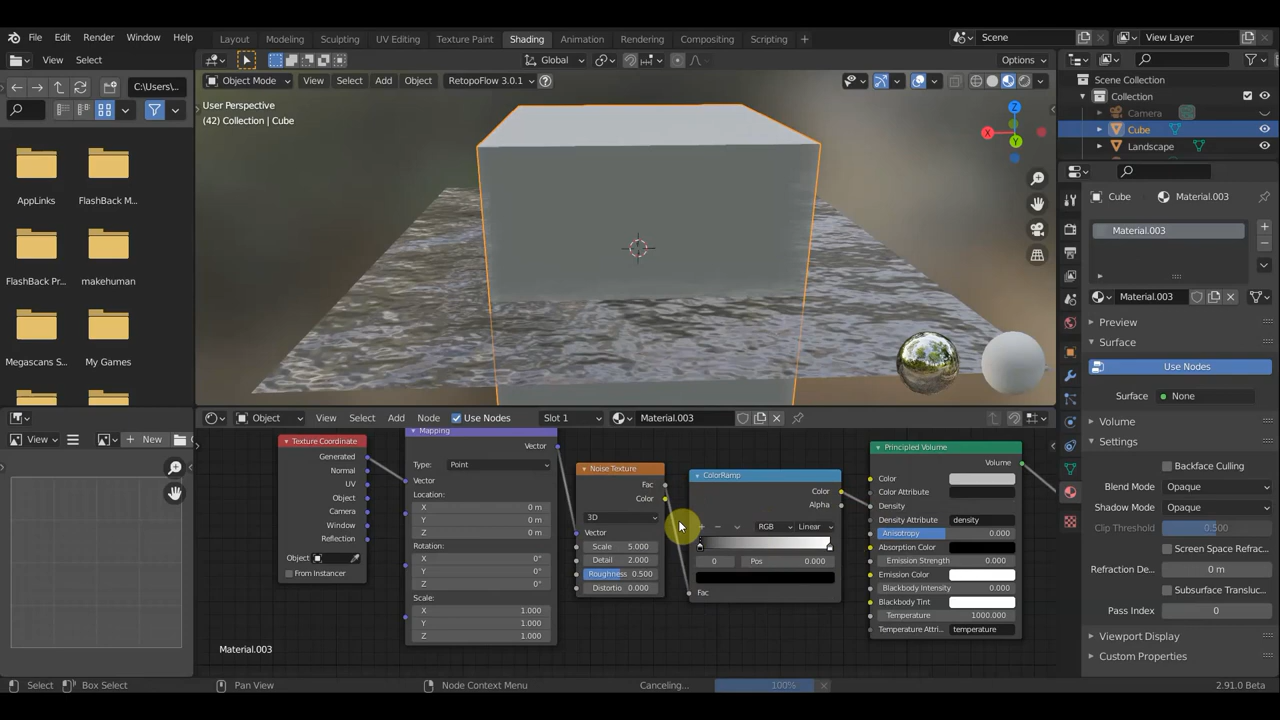 File Edit Render Window Help
Layout Modeling Sculpting UV Editing Texture Paint Shading Animation Rendering Compositing Scripting +
Scene
View Layer
View Select
Global
Options
C:\Users\...
Object Mode View Select Add Object RetopoFlow 3.0.1
User Perspective
(42) Collection | Cube
Z
X
Y
AppLinks
FlashBack M...
FlashBack Pr...
makehuman
Megascans S...
My Games
Scene Collection
Collection
Camera
Cube
Landscape
Cube
Material.003
Material.003
Material.003
Preview
Surface
Use Nodes
Surface
None
Volume
Settings
Backface Culling
Blend Mode
Opaque
Shadow Mode
Opaque
Clip Threshold
0.500
Screen Space Refrac...
Refraction De...
0 m
Subsurface Transluc...
Pass Index
0
Viewport Display
Custom Properties
View
New
Object View Select Add Node Use Nodes Slot 1 Material.003
Texture Coordinate
Generated
Normal
UV
Object
Camera
Window
Reflection
Object
From Instancer
Mapping
Vector
Type:
Point
Vector
Location:
X 0 m
Y 0 m
Z 0 m
Rotation:
X 0°
Y 0°
Z 0°
Scale:
X 1.000
Y 1.000
Z 1.000
Noise Texture
Fac
Color
3D
Vector
Scale 5.000
Detail 2.000
Roughness 0.500
Distortio 0.000
ColorRamp
Color
Alpha
RGB
Linear
0
Pos 0.000
Fac
Principled Volume
Volume
Color
Color Attribute
Density
Density Attribute density
Anisotropy 0.000
Absorption Color
Emission Strength 0.000
Emission Color
Blackbody Intensity 0.000
Blackbody Tint
Temperature 1000.000
Temperature Attri... temperature
Material.003
Select
Box Select
Pan View
Node Context Menu
Canceling...
100%
2.91.0 Beta